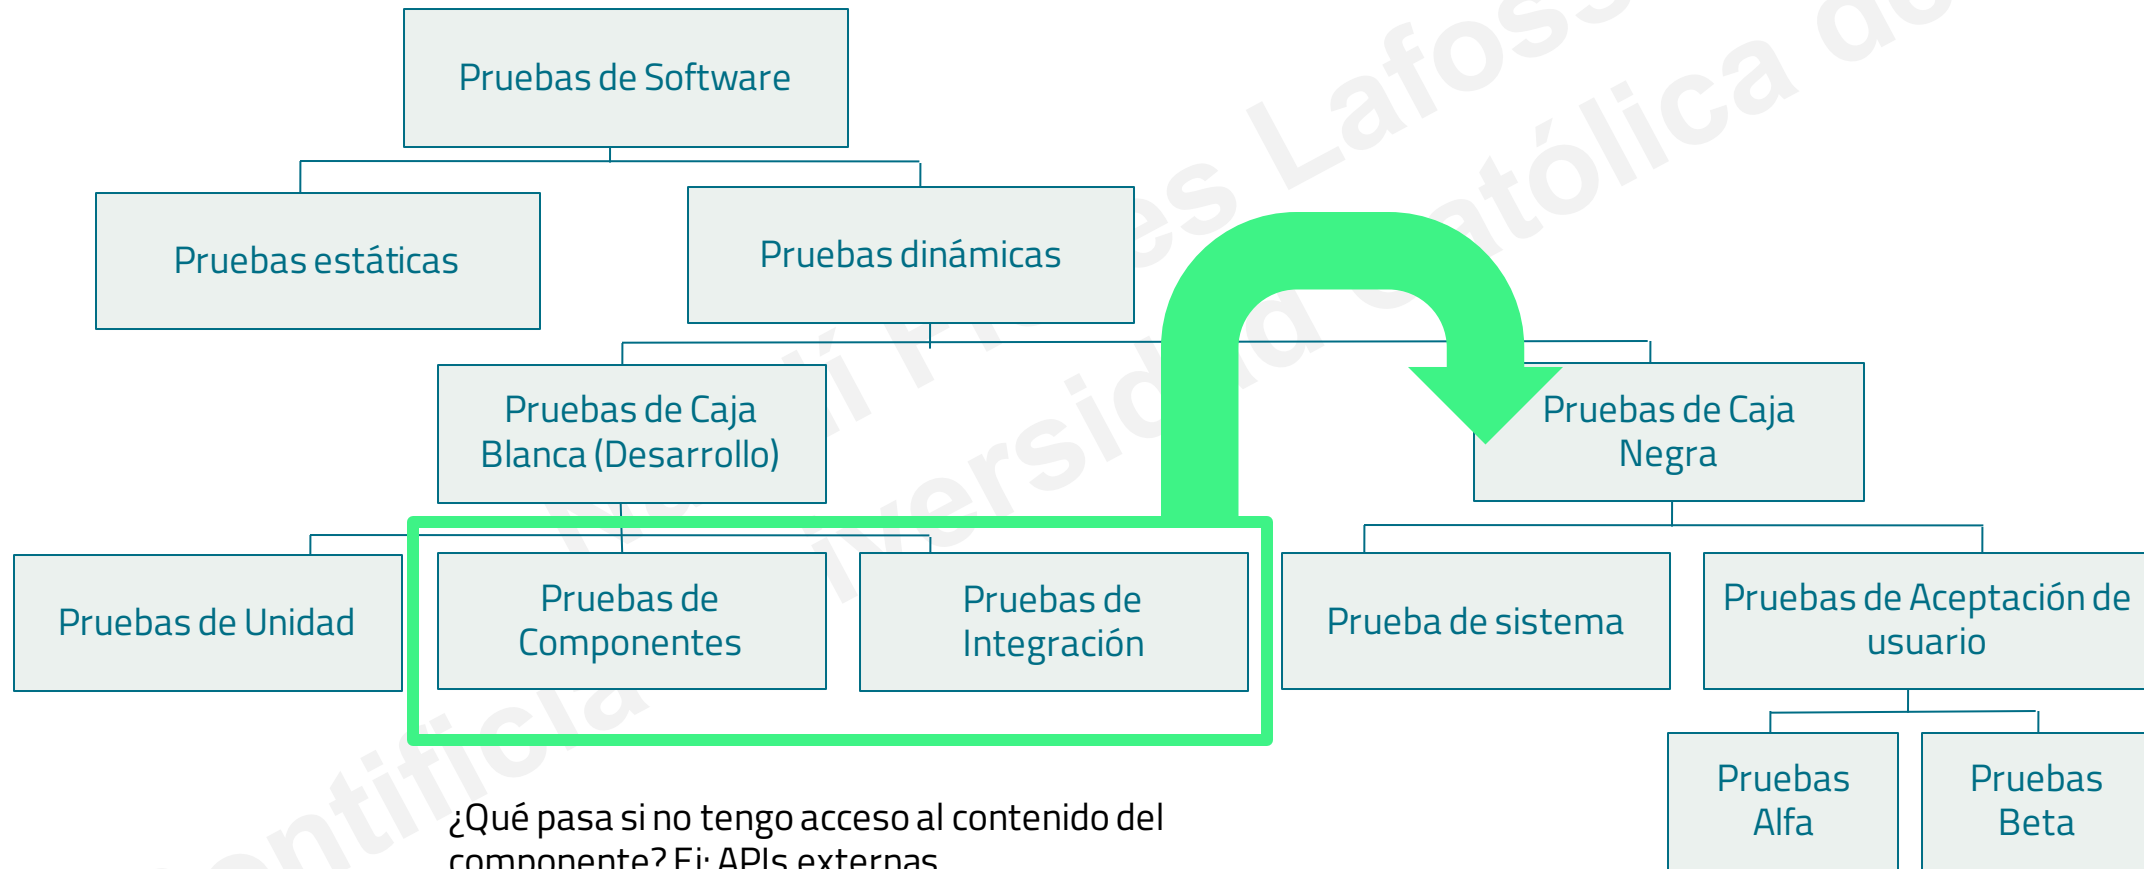 Pruebas de Software
Pruebas estáticas
Pruebas dinámicas
Pruebas de Caja
Blanca (Desarrollo)
Pruebas de Caja
Negra
Pruebas de Unidad
Pruebas de
Componentes
Pruebas de
Integración
Prueba de sistema
Pruebas de Aceptación de
usuario
Pruebas
Alfa
Pruebas
Beta
¿Qué pasa si no tengo acceso al contenido del
componente? Ej: APIs externas